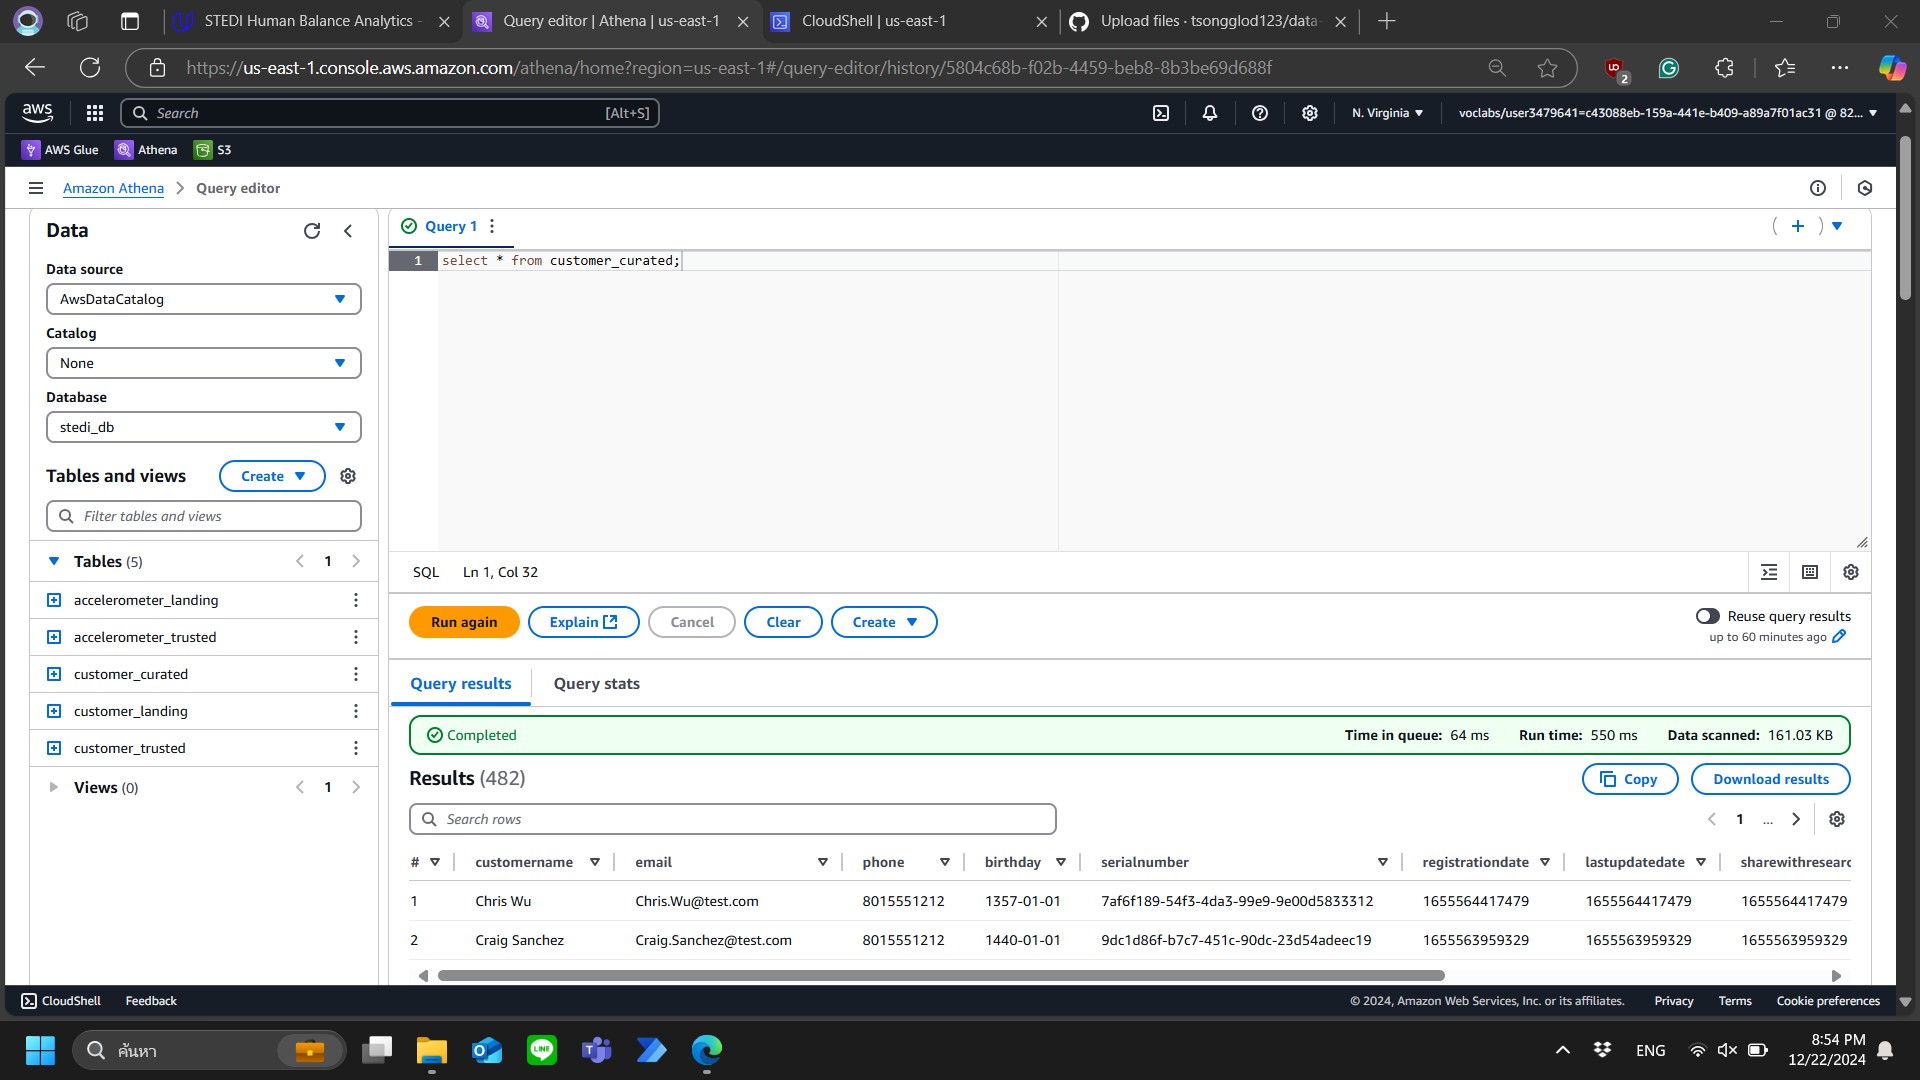 STEDI Human Balance Analytics -
Query editor | Athena | us-east-1
CloudShell | us-east-1
Upload files · tsongglod123/data-
https://us-east-1.console.aws.amazon.com/athena/home?region=us-east-1#/query-editor/history/5804c68b-f02b-4459-beb8-8b3be69d688f
2
aws
Search
[Alt+S]
N. Virginia
voclabs/user3479641=c43088eb-159a-441e-b409-a89a7f01ac31 @ 82...
AWS Glue
Athena
S3
Amazon Athena
Query editor
Data
Data source
AwsDataCatalog
Catalog
None
Database
stedi_db
Tables and views
Create
Filter tables and views
Tables (5)
1
accelerometer_landing
accelerometer_trusted
customer_curated
customer_landing
customer_trusted
Views (0)
1
Query 1
1
select * from customer_curated;
SQL
Ln 1, Col 32
Run again
Explain
Cancel
Clear
Create
Reuse query results
up to 60 minutes ago
Query results
Query stats
Completed
Time in queue: 64 ms
Run time: 550 ms
Data scanned: 161.03 KB
Results (482)
Copy
Download results
Search rows
1
...
# customername email phone birthday serialnumber registrationdate lastupdatedate sharewithresearc
1 Chris Wu Chris.Wu@test.com 8015551212 1357-01-01 7af6f189-54f3-4da3-99e9-9e00d5833312 1655564417479 1655564417479 1655564417479
2 Craig Sanchez Craig.Sanchez@test.com 8015551212 1440-01-01 9dc1d86f-b7c7-451c-90dc-23d54adeec19 1655563959329 1655563959329 1655563959329
CloudShell
Feedback
© 2024, Amazon Web Services, Inc. or its affiliates.
Privacy
Terms
Cookie preferences
ค้นหา
LINE
ENG
8:54 PM
12/22/2024